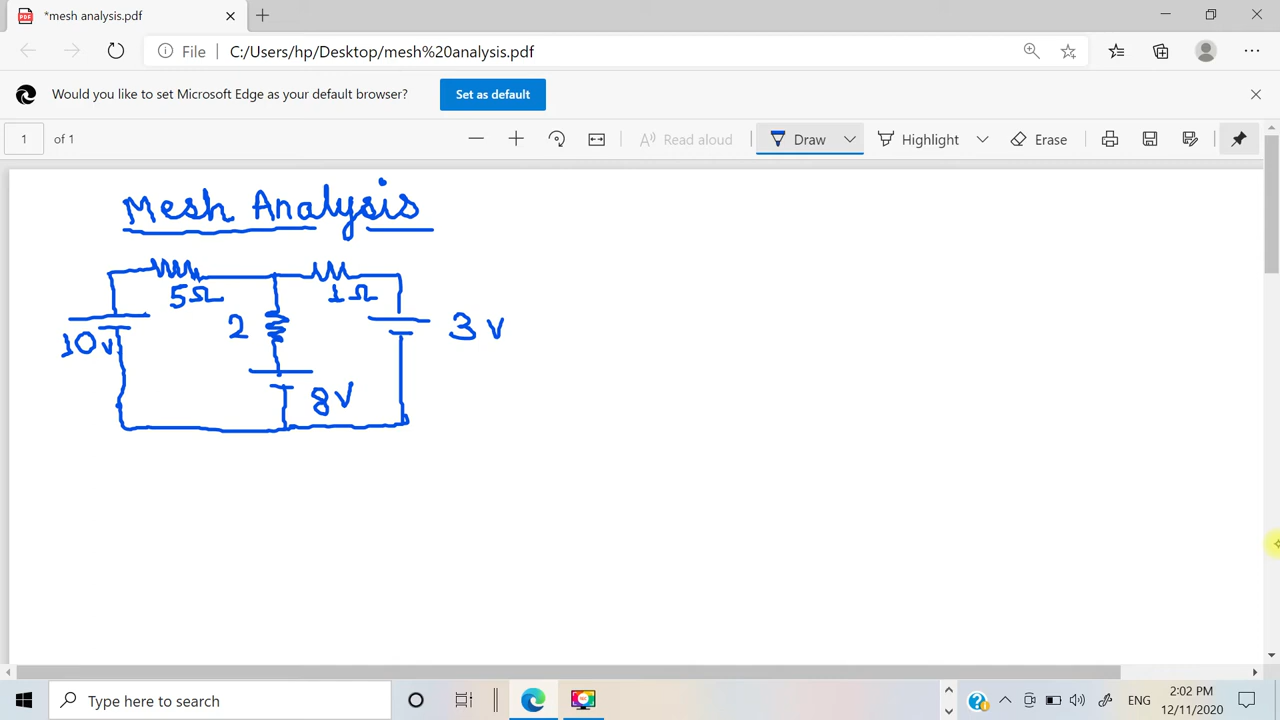 *mesh analysis.pdf
File C:/Users/hp/Desktop/mesh%20analysis.pdf
Would you like to set Microsoft Edge as your default browser? Set as default
1 of 1 Read aloud Draw Highlight Erase
Mesh Analysis
5Ω 1Ω
10v 2 3 v
8V
Type here to search
ENG 2:02 PM
12/11/2020